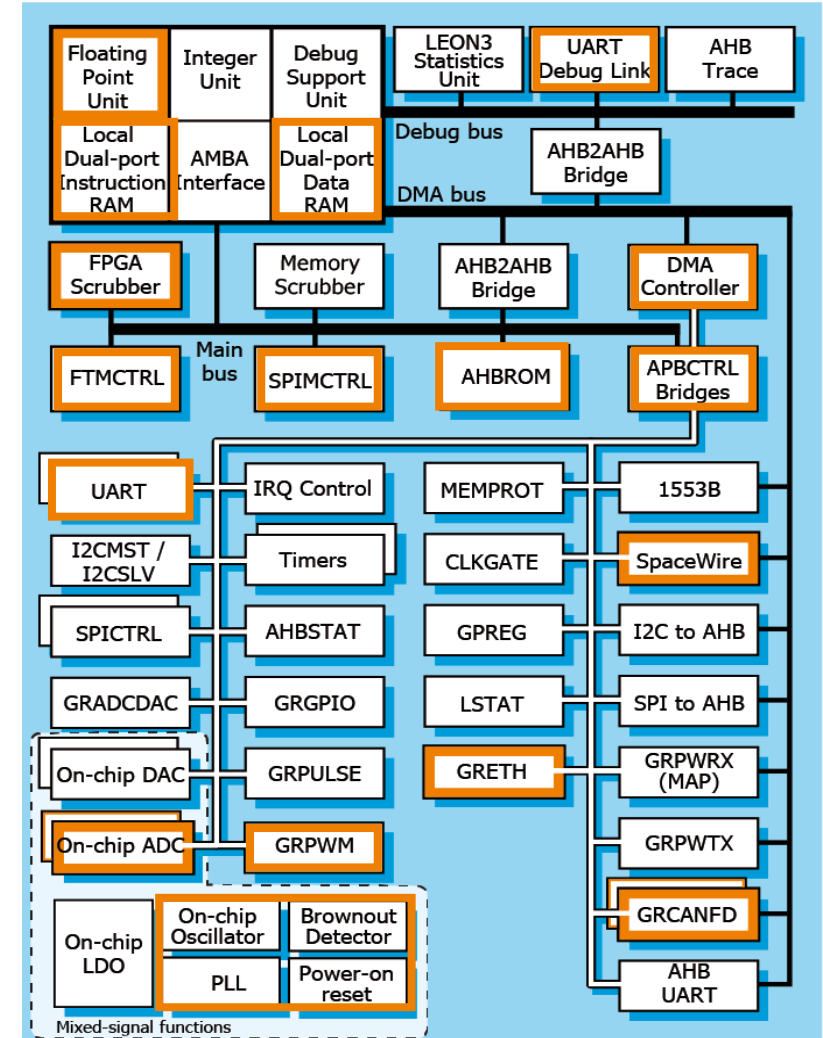 Floating
Point
Unit
Integer
Unit
Debug
Support
Unit
LEON3
Statistics
Unit
UART
Debug Link
AHB
Trace
Debug bus
Local
Dual-port
Instruction
RAM
AMBA
Interface
Local
Dual-port
Data
RAM
AHB2AHB
Bridge
DMA bus
FPGA
Scrubber
Memory
Scrubber
AHB2AHB
Bridge
DMA
Controller
Main
bus
FTMCTRL
SPIMCTRL
AHBROM
APBCTRL
Bridges
UART
IRQ Control
MEMPROT
1553B
I2CMST /
I2CSLV
Timers
CLKGATE
SpaceWire
SPICTRL
AHBSTAT
GPREG
I2C to AHB
GRADCDAC
GRGPIO
LSTAT
SPI to AHB
On-chip DAC
GRPULSE
GRETH
GRPWRX
(MAP)
On-chip ADC
GRPWM
GRPWTX
On-chip
LDO
On-chip
Oscillator
Brownout
Detector
GRCANFD
PLL
Power-on
reset
AHB
UART
Mixed-signal functions